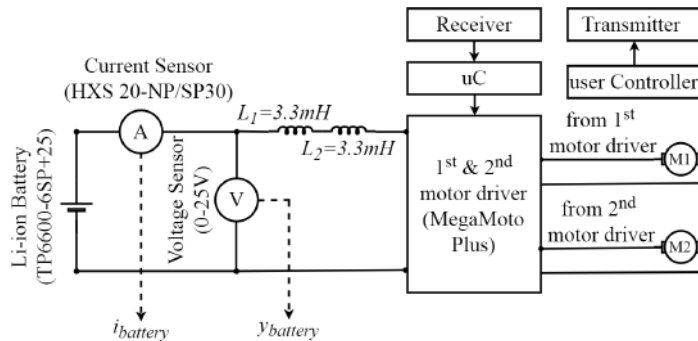 Receiver
Transmitter
Current Sensor
(HXS 20-NP/SP30)
uC
user Controller
L1=3.3mH
L2=3.3mH
from 1st
motor driver
M1
A
V
Li-ion Battery
(TP6600-6SP+25)
Voltage Sensor
(0-25V)
1st & 2nd
motor driver
(MegaMoto
Plus)
from 2nd
motor driver
M2
ibattery
ybattery